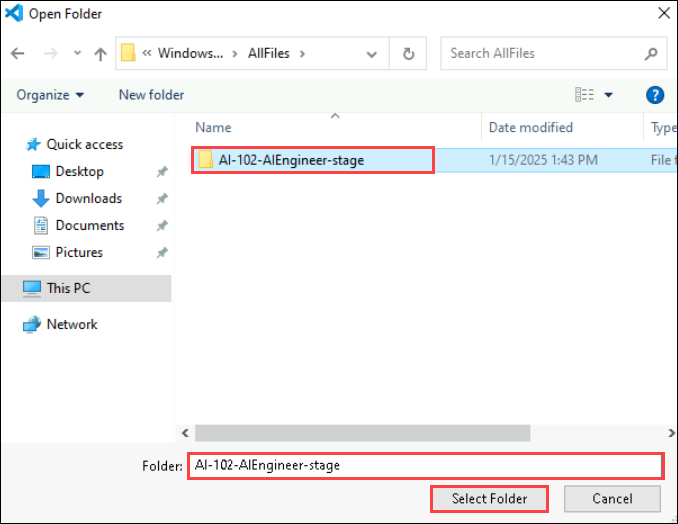 Open Folder
« Windows... › AllFiles ›
Search AllFiles
Organize
New folder
Name
Date modified
Type
Quick access
AI-102-AIEngineer-stage
1/15/2025 1:43 PM
File f
Desktop
Downloads
Documents
Pictures
This PC
Network
Folder: AI-102-AIEngineer-stage
Select Folder
Cancel